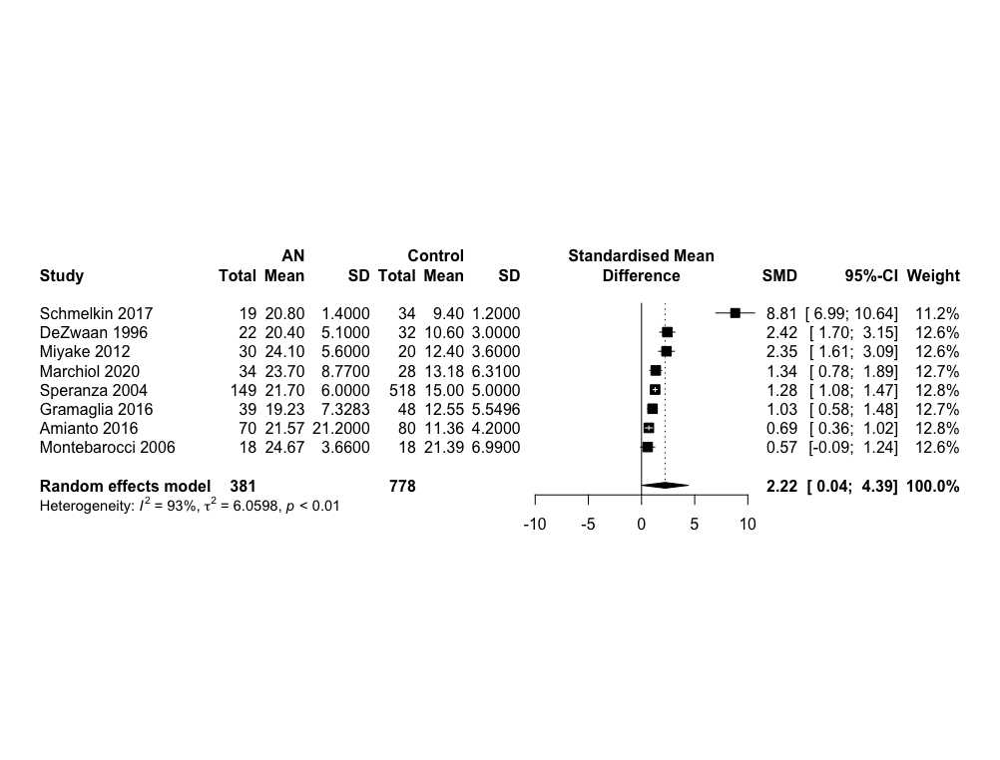 AN Control Standardised Mean
Study Total Mean SD Total Mean SD Difference SMD 95%-CI Weight
Schmelkin 2017 19 20.80 1.4000 34 9.40 1.2000 8.81 [ 6.99; 10.64] 11.2%
DeZwaan 1996 22 20.40 5.1000 32 10.60 3.0000 2.42 [ 1.70; 3.15] 12.6%
Miyake 2012 30 24.10 5.6000 20 12.40 3.6000 2.35 [ 1.61; 3.09] 12.6%
Marchiol 2020 34 23.70 8.7700 28 13.18 6.3100 1.34 [ 0.78; 1.89] 12.7%
Speranza 2004 149 21.70 6.0000 518 15.00 5.0000 1.28 [ 1.08; 1.47] 12.8%
Gramaglia 2016 39 19.23 7.3283 48 12.55 5.5496 1.03 [ 0.58; 1.48] 12.7%
Amianto 2016 70 21.57 21.2000 80 11.36 4.2000 0.69 [ 0.36; 1.02] 12.8%
Montebarocci 2006 18 24.67 3.6600 18 21.39 6.9900 0.57 [-0.09; 1.24] 12.6%
Random effects model 381 778 2.22 [ 0.04; 4.39] 100.0%
Heterogeneity: I² = 93%, τ² = 6.0598, p < 0.01
-10 -5 0 5 10